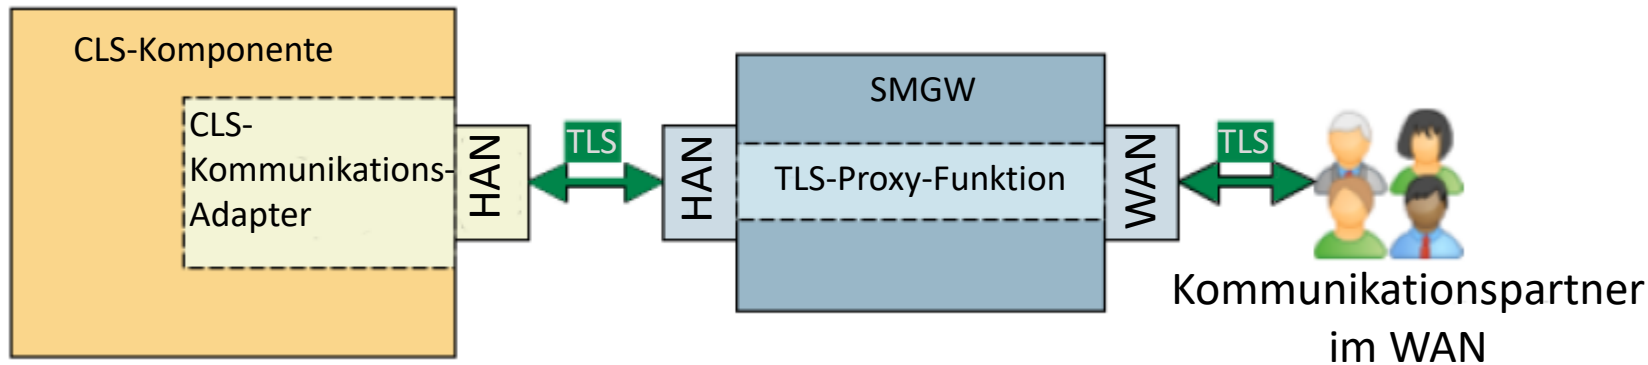 CLS-Komponente
CLS-
Kommunikations-
Adapter
HAN
TLS
HAN
SMGW
TLS-Proxy-Funktion
WAN
TLS
Kommunikationspartner
im WAN